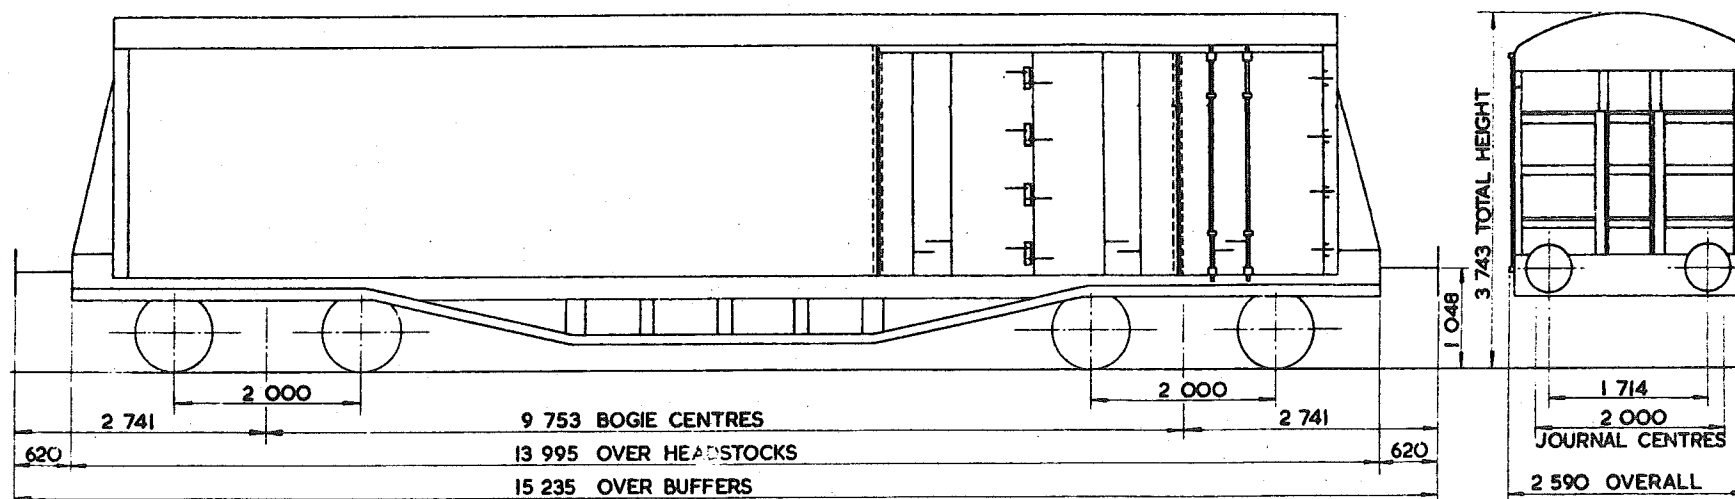 3 743 TOTAL HEIGHT
1 048
2 000
2 000
1 714
2 741
9 753 BOGIE CENTRES
2 741
2 000
JOURNAL CENTRES
620
13 995 OVER HEADSTOCKS
620
15 235 OVER BUFFERS
2 590 OVERALL